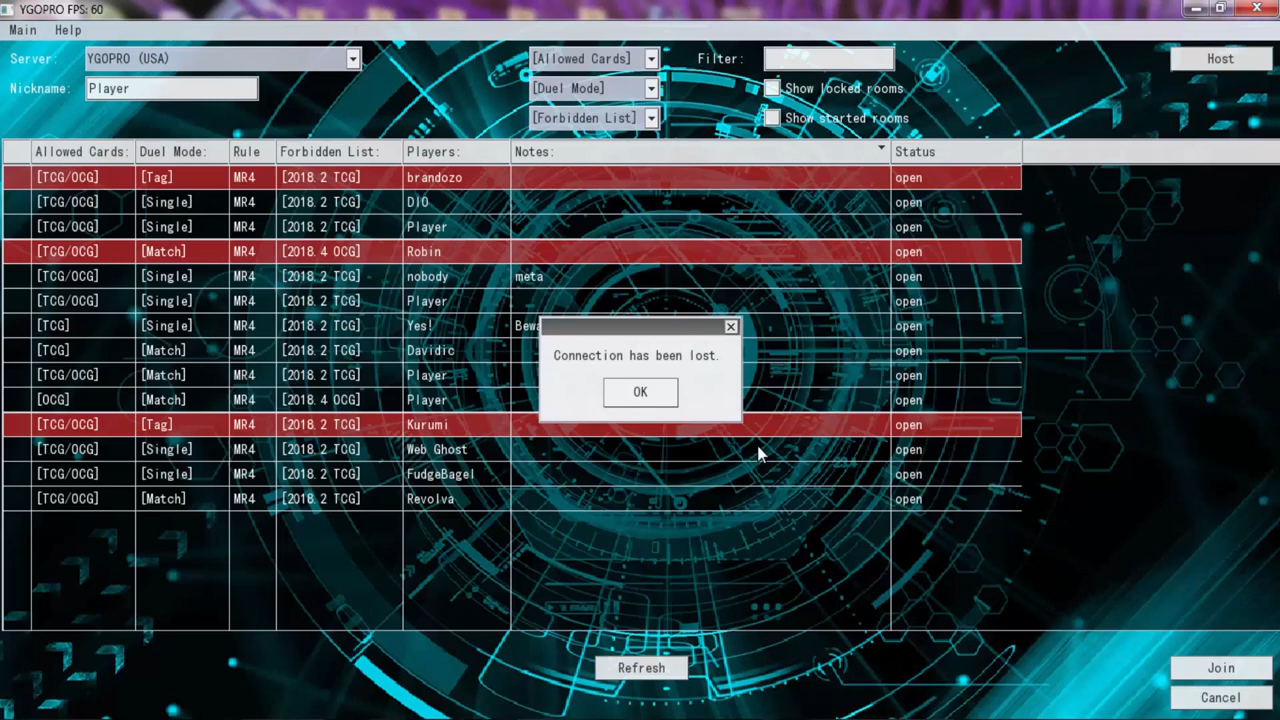 YGOPRO FPS: 60
Main Help
Server: YGOPRO (USA) [Allowed Cards] Filter: Host
Nickname: Player [Duel Mode] Show locked rooms
[Forbidden List] Show started rooms
Allowed Cards: Duel Mode: Rule Forbidden List: Players: Notes: Status
[TCG/OCG] [Tag] MR4 [2018.2 TCG] brandozo open
[TCG/OCG] [Single] MR4 [2018.2 TCG] DIO open
[TCG/OCG] [Single] MR4 [2018.2 TCG] Player open
[TCG/OCG] [Match] MR4 [2018.4 OCG] Robin open
[TCG/OCG] [Single] MR4 [2018.2 TCG] nobody meta open
[TCG/OCG] [Single] MR4 [2018.2 TCG] Player open
[TCG] [Single] MR4 [2018.2 TCG] Yes! open
[TCG] [Match] MR4 [2018.2 TCG] Davidic open
[TCG/OCG] [Match] MR4 [2018.2 TCG] Player open
[OCG] [Match] MR4 [2018.4 OCG] Player open
[TCG/OCG] [Tag] MR4 [2018.2 TCG] Kurumi open
[TCG/OCG] [Single] MR4 [2018.2 TCG] Web Ghost open
[TCG/OCG] [Single] MR4 [2018.2 TCG] FudgeBagel open
[TCG/OCG] [Match] MR4 [2018.2 TCG] Revolva open
Connection has been lost.
OK
Refresh
Join
Cancel